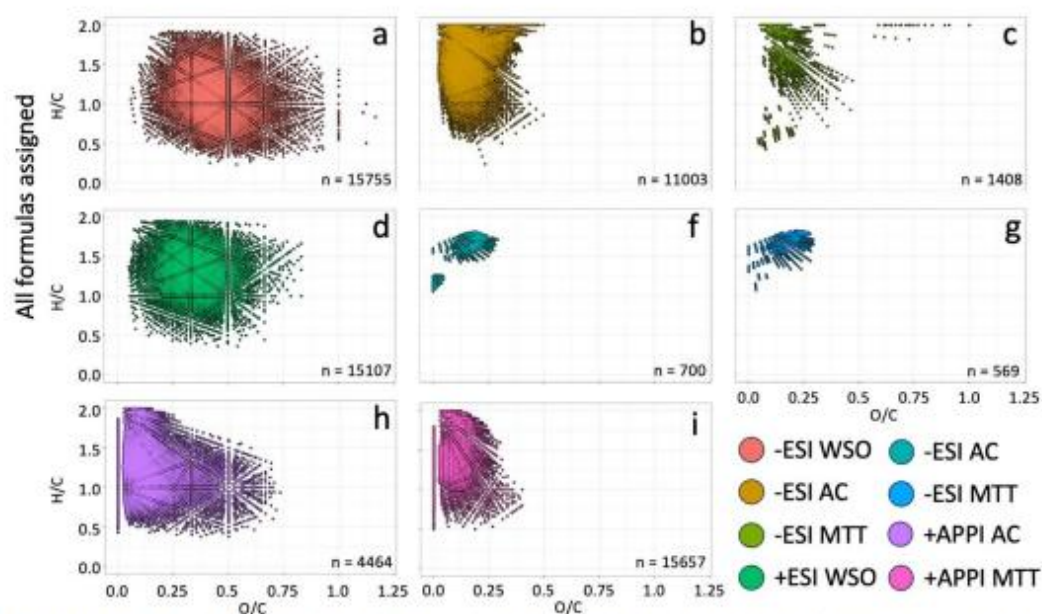 All formulas assigned
H/C
2.0
1.5
1.0
0.5
0.0
a
n = 15755
b
n = 11003
c
n = 1408
H/C
2.0
1.5
1.0
0.5
0.0
d
n = 15107
f
n = 700
g
n = 569
0.0 0.25 0.5 0.75 1.0 1.25
O/C
H/C
2.0
1.5
1.0
0.5
0.0
h
n = 4464
i
n = 15657
0.0 0.25 0.5 0.75 1.0 1.25
O/C
0.0 0.25 0.5 0.75 1.0 1.25
O/C
-ESI WSO
-ESI AC
-ESI AC
-ESI MTT
-ESI MTT
+APPI AC
+ESI WSO
+APPI MTT